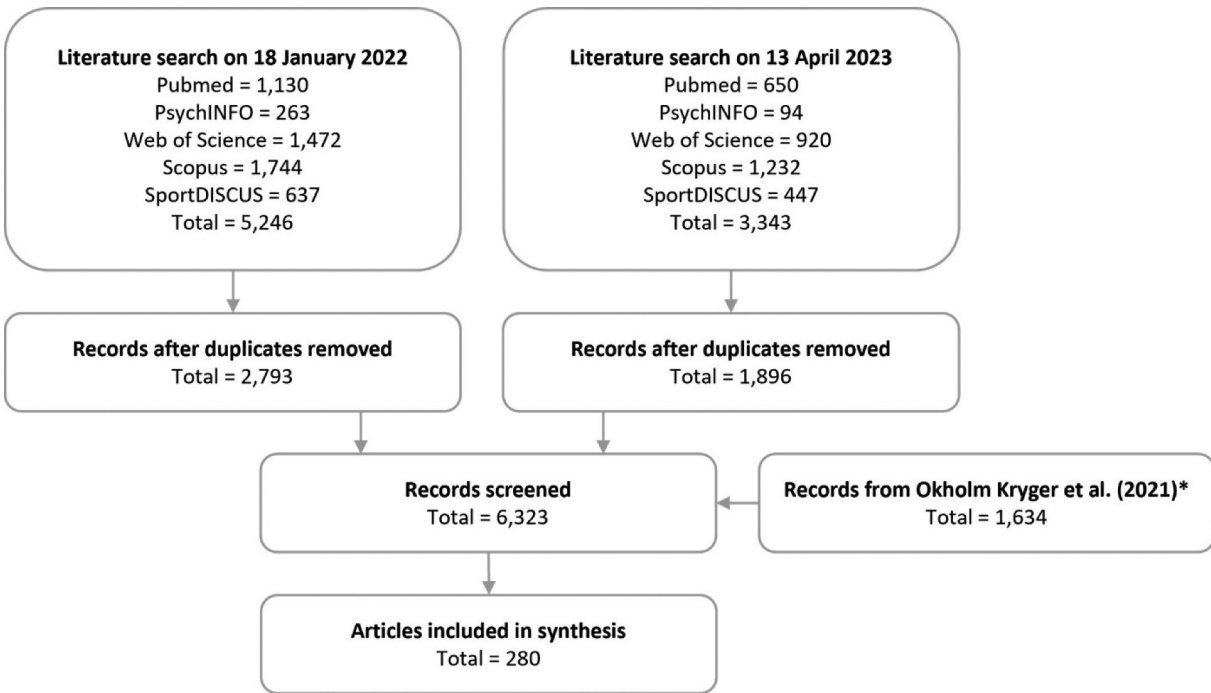 Literature search on 18 January 2022
Pubmed = 1,130
PsychINFO = 263
Web of Science = 1,472
Scopus = 1,744
SportDISCUS = 637
Total = 5,246
Literature search on 13 April 2023
Pubmed = 650
PsychINFO = 94
Web of Science = 920
Scopus = 1,232
SportDISCUS = 447
Total = 3,343
Records after duplicates removed
Total = 2,793
Records after duplicates removed
Total = 1,896
Records screened
Total = 6,323
Records from Okholm Kryger et al. (2021)*
Total = 1,634
Articles included in synthesis
Total = 280